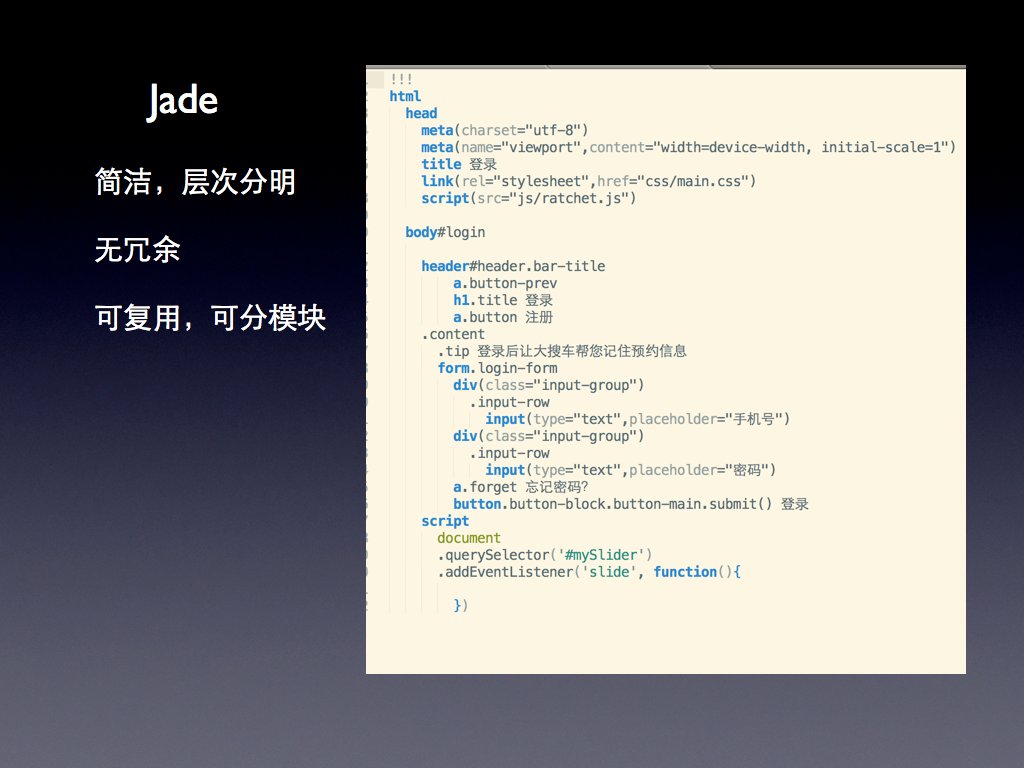 Jade
简洁，层次分明
无冗余
可复用，可分模块
!!!
html
head
meta(charset="utf-8")
meta(name="viewport",content="width=device-width, initial-scale=1")
title 登录
link(rel="stylesheet",href="css/main.css")
script(src="js/ratchet.js")
body#login
header#header.bar-title
a.button-prev
h1.title 登录
a.button 注册
.content
.tip 登录后让大搜车帮您记住预约信息
form.login-form
div(class="input-group")
.input-row
input(type="text",placeholder="手机号")
div(class="input-group")
.input-row
input(type="text",placeholder="密码")
a.forget 忘记密码?
button.button-block.button-main.submit() 登录
script
document
.querySelector('#mySlider')
.addEventListener('slide', function(){
})